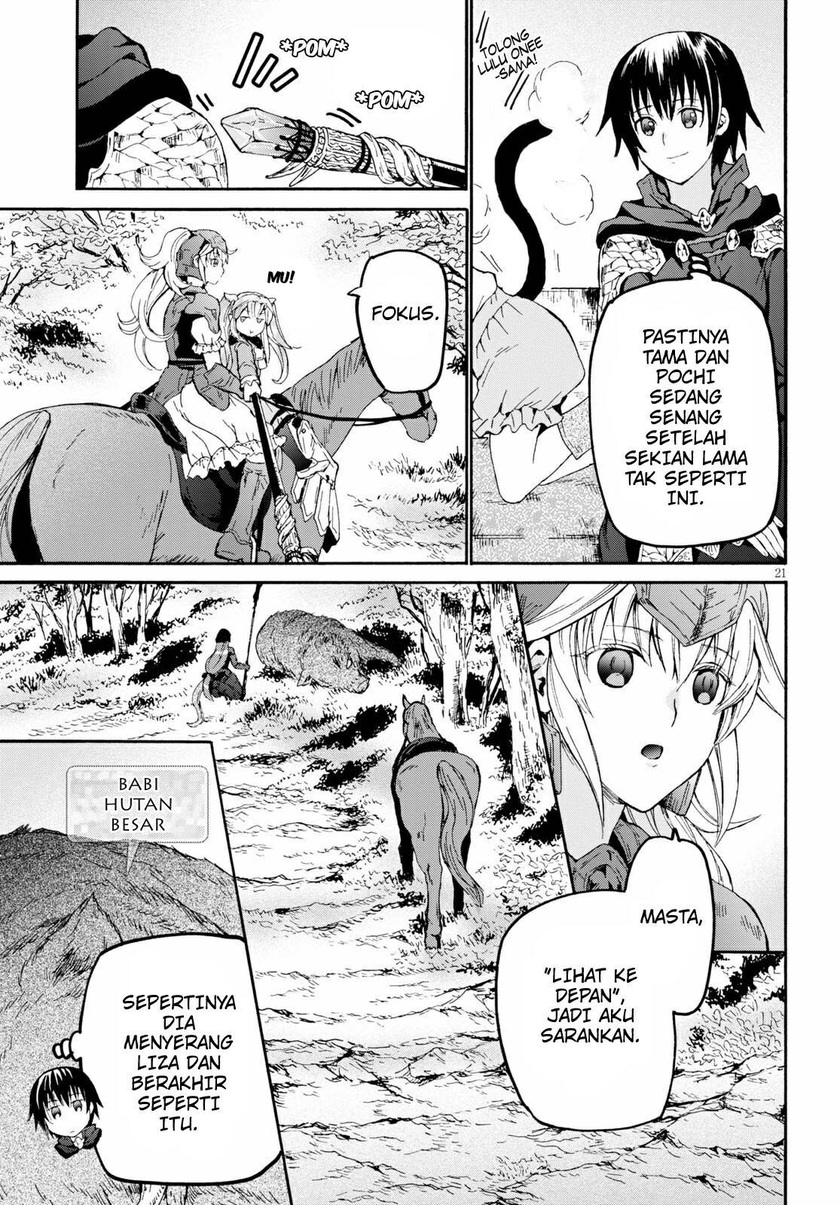 TOLONG
LULU ONEE
-SAMA!
PASTINYA
TAMA DAN
POCHI
SEDANG
SENANG
SETELAH
SEKIAN LAMA
TAK SEPERTI
INI.
*POM*
*POM*
MU!
FOKUS.
21
MASTA,
"LIHAT KE
DEPAN",
JADI AKU
SARANKAN.
BABI
HUTAN
BESAR
SEPERTINYA
DIA
MENYERANG
LIZA DAN
BERAKHIR
SEPERTI
ITU.